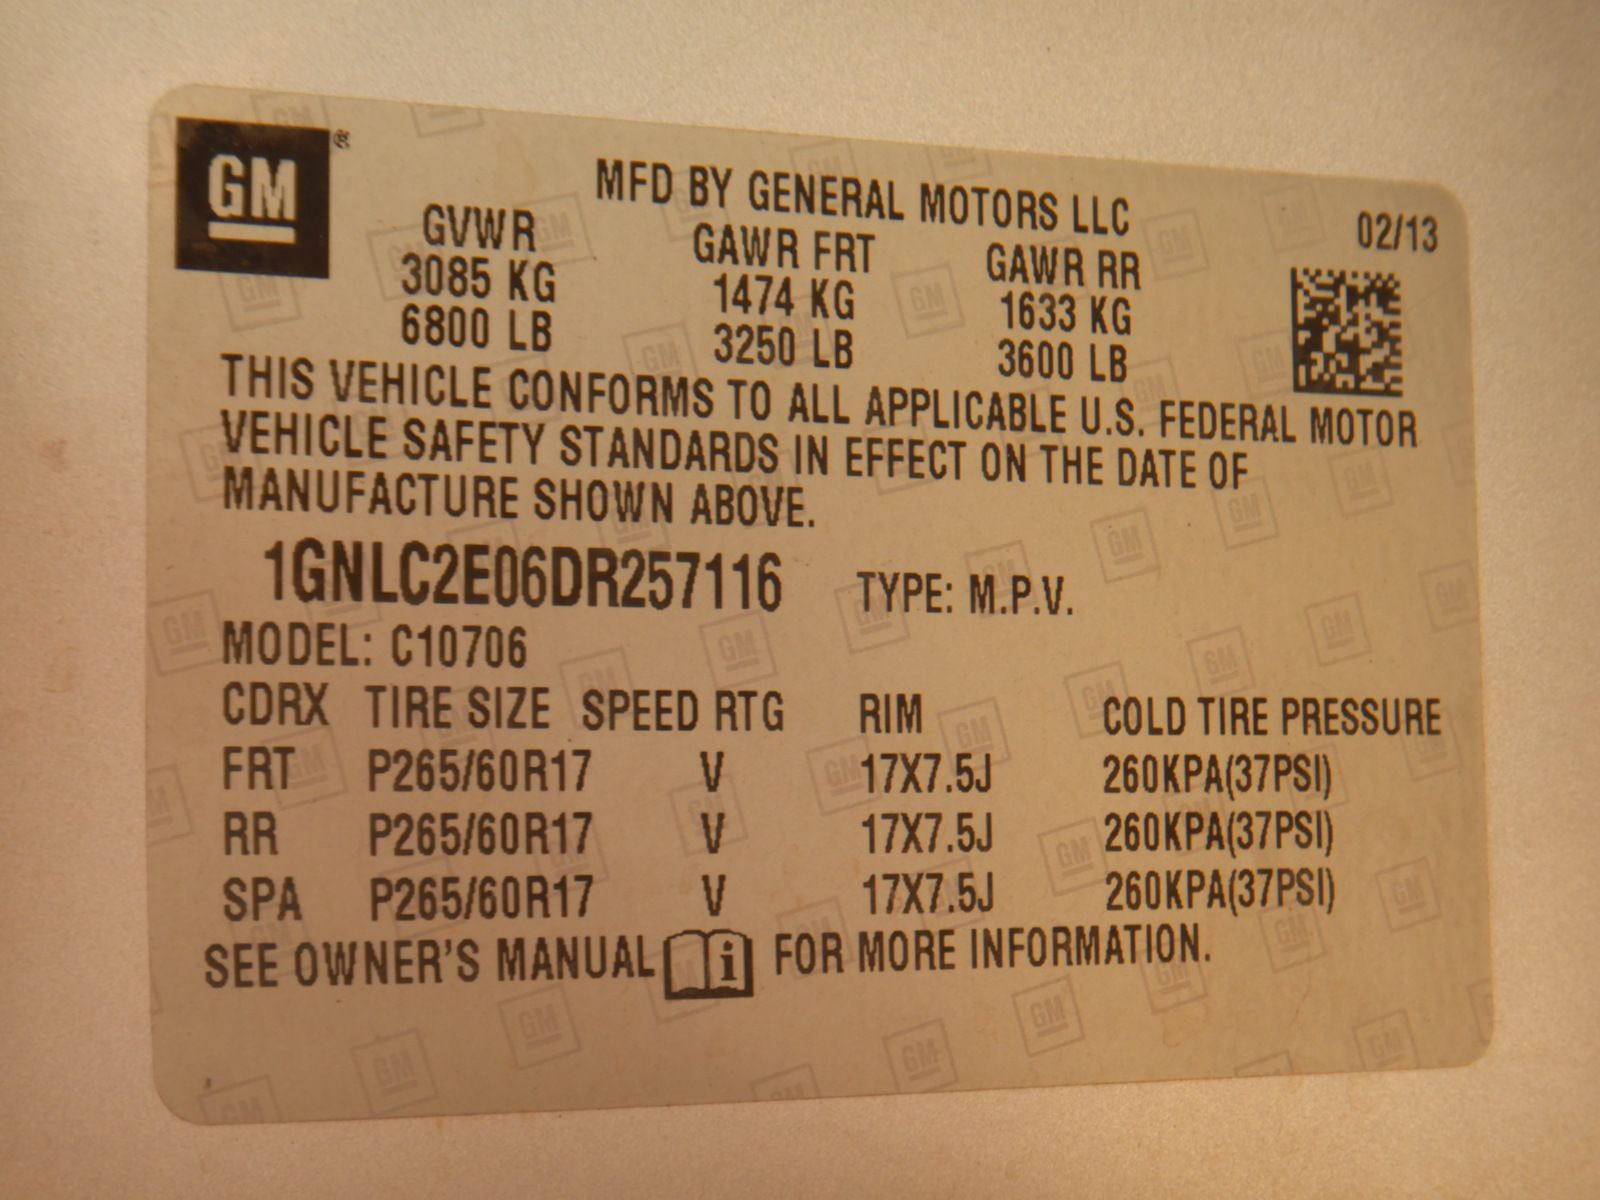 GM ®
MFD BY GENERAL MOTORS LLC
02/13
GVWR GAWR FRT GAWR RR
3085 KG 1474 KG 1633 KG
6800 LB 3250 LB 3600 LB
THIS VEHICLE CONFORMS TO ALL APPLICABLE U.S. FEDERAL MOTOR
VEHICLE SAFETY STANDARDS IN EFFECT ON THE DATE OF
MANUFACTURE SHOWN ABOVE.
1GNLC2E06DR257116 TYPE: M.P.V.
MODEL: C10706
CDRX TIRE SIZE SPEED RTG RIM COLD TIRE PRESSURE
FRT P265/60R17 V 17X7.5J 260KPA(37PSI)
RR P265/60R17 V 17X7.5J 260KPA(37PSI)
SPA P265/60R17 V 17X7.5J 260KPA(37PSI)
SEE OWNER'S MANUAL i FOR MORE INFORMATION.